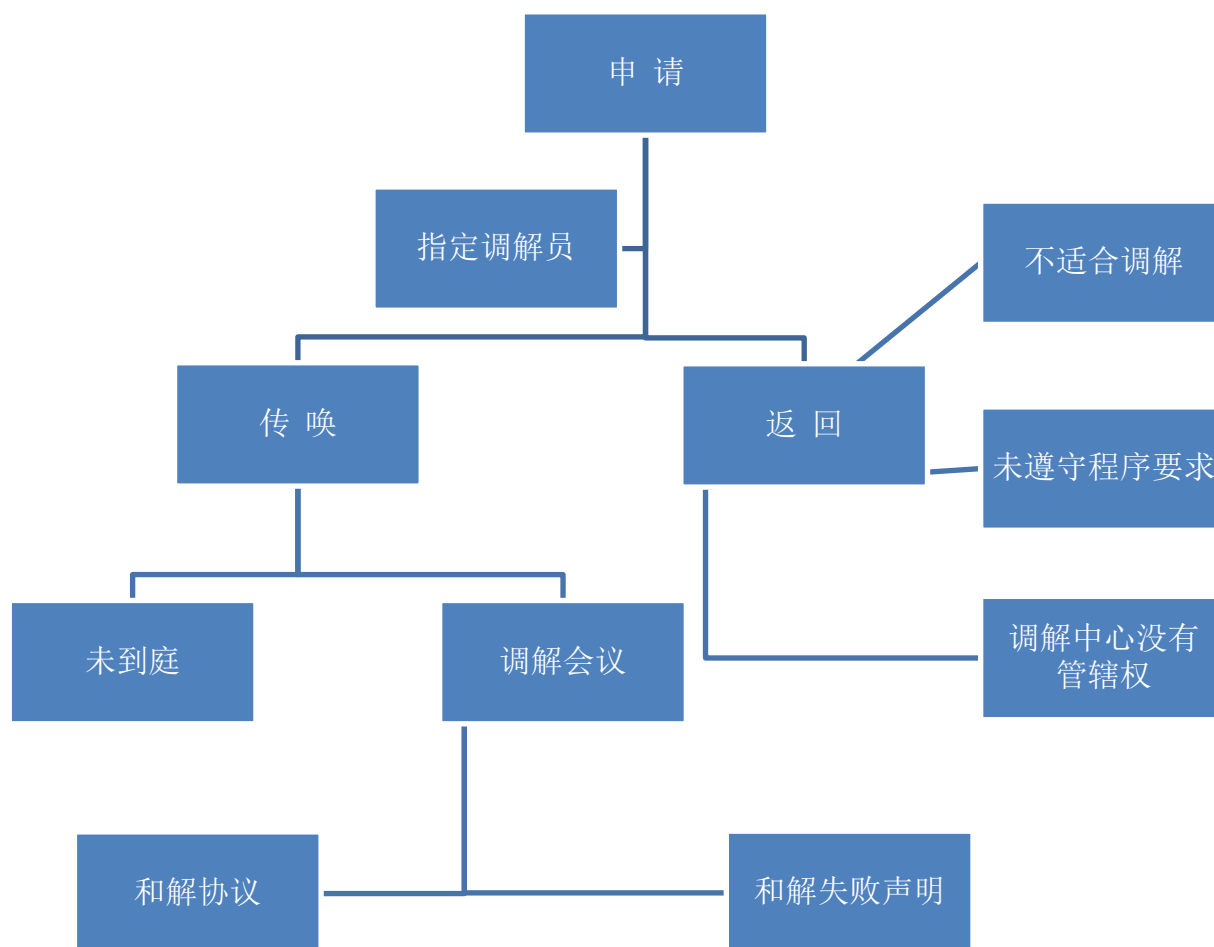 申 请
指定调解员
不适合调解
传 唤
返 回
未遵守程序要求
未到庭
调解会议
调解中心没有
管辖权
和解协议
和解失败声明